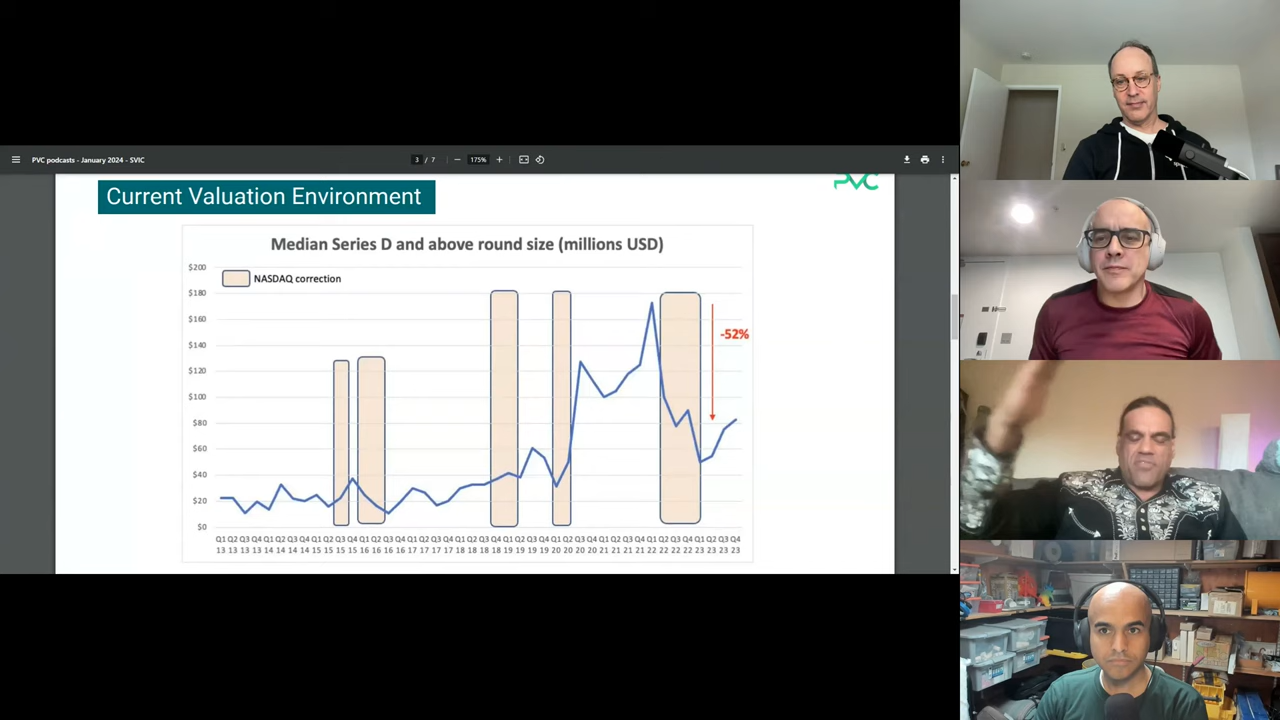 PVC podcasts - January 2024 - SVIC
3 / 7
175%
PVC
Current Valuation Environment
Median Series D and above round size (millions USD)
NASDAQ correction
$200
$180
$160
$140
$120
$100
$80
$60
$40
$20
$0
-52%
Q1 Q2 Q3 Q4 Q1 Q2 Q3 Q4 Q1 Q2 Q3 Q4 Q1 Q2 Q3 Q4 Q1 Q2 Q3 Q4 Q1 Q2 Q3 Q4 Q1 Q2 Q3 Q4 Q1 Q2 Q3 Q4 Q1 Q2 Q3 Q4 Q1 Q2 Q3 Q4 Q1 Q2 Q3 Q4
13 13 13 13 14 14 14 14 15 15 15 15 16 16 16 16 17 17 17 17 18 18 18 18 19 19 19 19 20 20 20 20 21 21 21 21 22 22 22 22 23 23 23 23